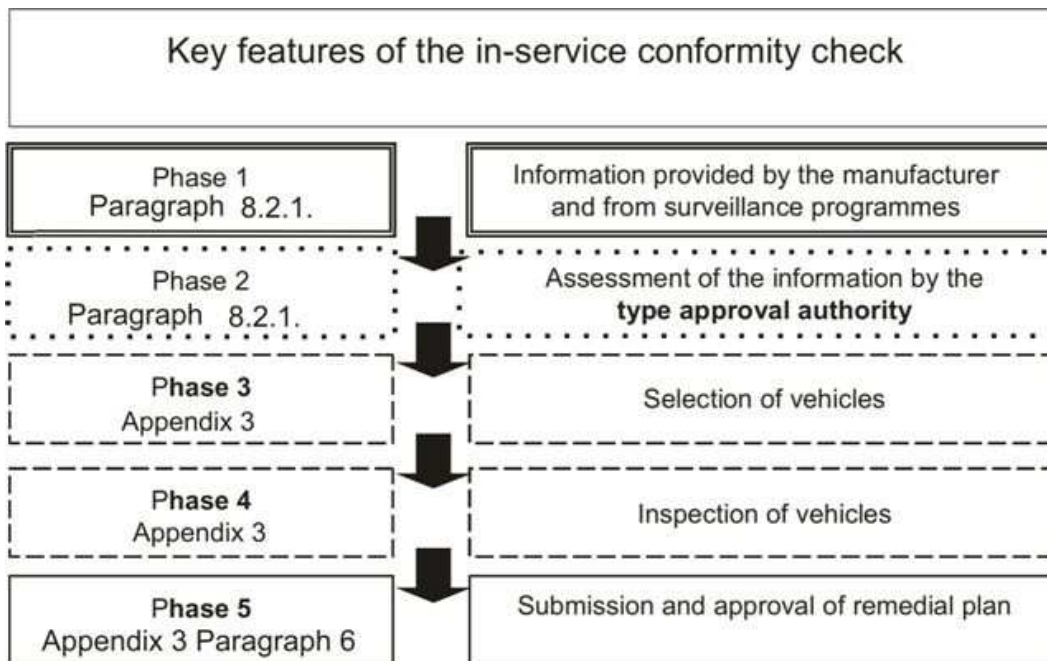 Key features of the in-service conformity check
Phase 1
Paragraph 8.2.1.
Information provided by the manufacturer
and from surveillance programmes
Phase 2
Paragraph 8.2.1.
Assessment of the information by the
type approval authority
Phase 3
Appendix 3
Selection of vehicles
Phase 4
Appendix 3
Inspection of vehicles
Phase 5
Appendix 3 Paragraph 6
Submission and approval of remedial plan